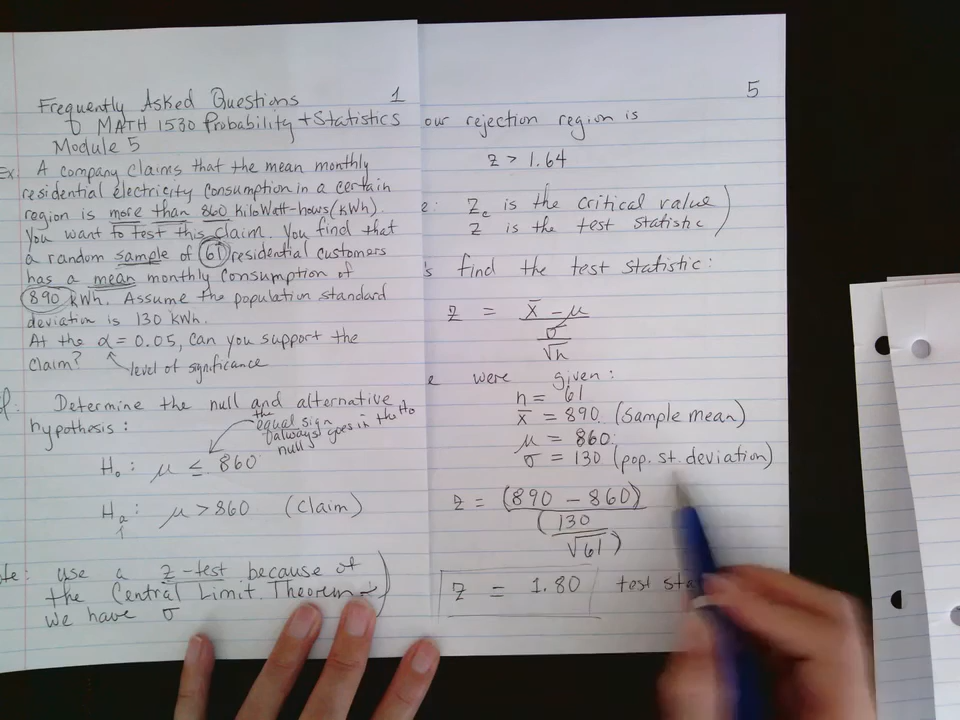 Frequently Asked Questions 1
to MATH 1530 Probability + Statistics
Module 5
Ex. A company claims that the mean monthly
residential electricity consumption in a certain
region is more than 860 kiloWatt-hours (kWh).
You want to test this claim. You find that
a random sample of 61 residential customers
has a mean monthly consumption of
890 kWh. Assume the population standard
deviation is 130 kWh.
At the α = 0.05, can you support the
claim?
level of significance
Determine the null and alternative
hypothesis:
the equal sign
(always) goes in the Ho
null
H₀: μ ≤ 860
Hₐ: μ > 860 (Claim)
use a z-test because of
the Central Limit Theorem +
we have σ
5
our rejection region is
z > 1.64
z_c is the critical value
z is the test statistic)
find the test statistic:
z = (x̄ - μ) / (σ / √n)
were given:
n = 61
x̄ = 890. (Sample mean)
μ = 860.
σ = 130 (pop. st. deviation)
z = (890 - 860) / (130 / √61)
z = 1.80 test